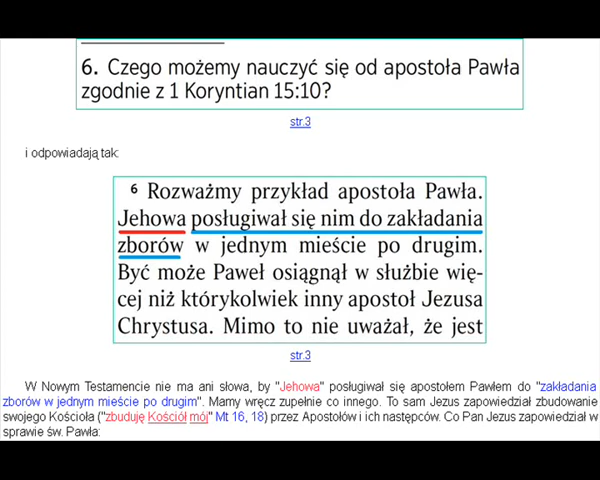 6. Czego możemy nauczyć się od apostoła Pawła
zgodnie z 1 Koryntian 15:10?
str.3
i odpowiadają tak:
6 Rozważmy przykład apostoła Pawła.
Jehowa posługiwał się nim do zakładania
zborów w jednym mieście po drugim.
Być może Paweł osiągnął w służbie wię-
cej niż którykolwiek inny apostoł Jezusa
Chrystusa. Mimo to nie uważał, że jest
str.3
W Nowym Testamencie nie ma ani słowa, by "Jehowa" posługiwał się apostołem Pawłem do "zakładania
zborów w jednym mieście po drugim". Mamy wręcz zupełnie co innego. To sam Jezus zapowiedział zbudowanie
swojego Kościoła ("zbuduję Kościół mój" Mt 16, 18) przez Apostołów i ich następców. Co Pan Jezus zapowiedział w
sprawie św. Pawła: